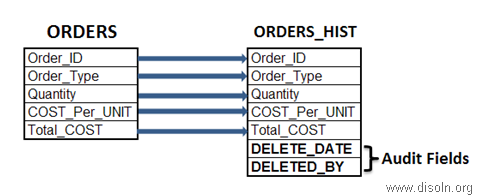 ORDERS
ORDERS_HIST
Order_ID
Order_ID
Order_Type
Order_Type
Quantity
Quantity
COST_Per_UNIT
COST_Per_UNIT
Total_COST
Total_COST
DELETE_DATE
DELETED_BY
Audit Fields
www.disoln.org